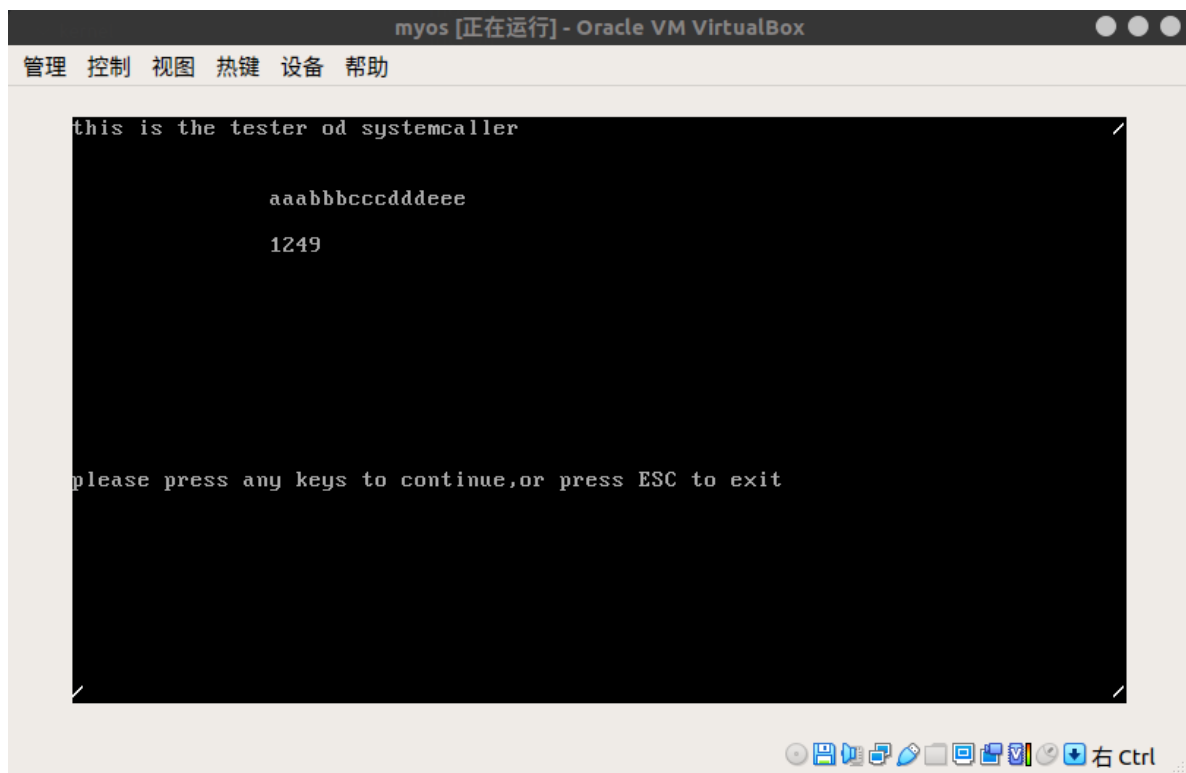 myos [正在运行] - Oracle VM VirtualBox
管理 控制 视图 热键 设备 帮助
this is the tester od systemcaller /
aaabbbcccdddeee
1249
please press any keys to continue,or press ESC to exit
/ /
右 Ctrl